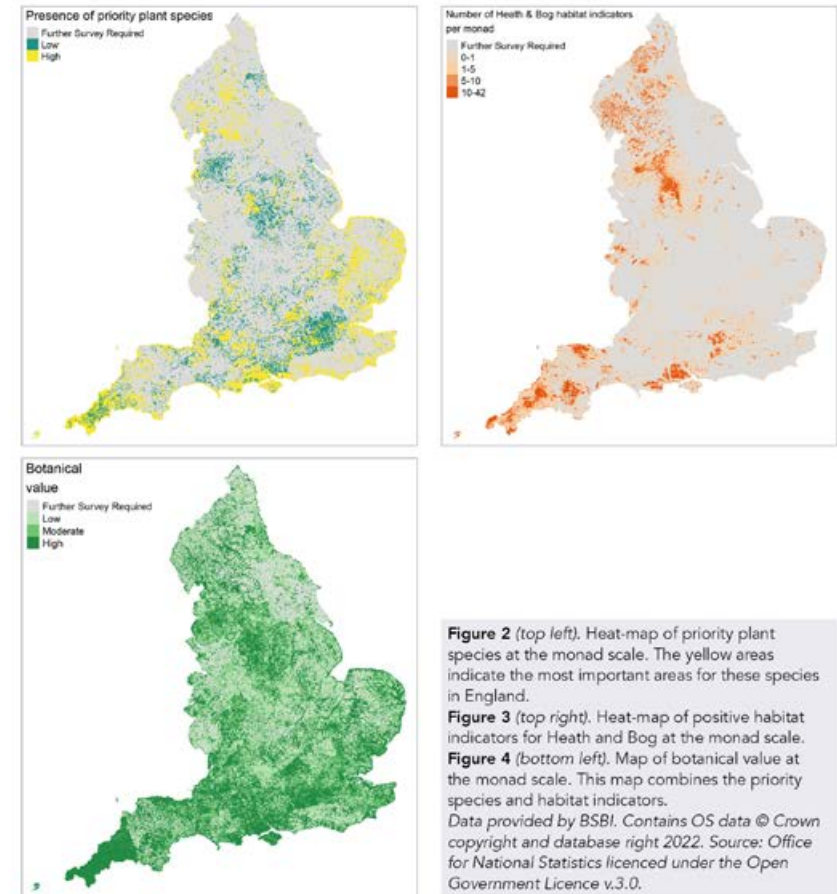 Presence of priority plant species
Further Survey Required
Low
High
Number of Heath & Bog habitat indicators
per monad
Further Survey Required
0-1
1-5
5-10
10-42
Botanical
value
Further Survey Required
Low
Moderate
High
Figure 2 (top left). Heat-map of priority plant
species at the monad scale. The yellow areas
indicate the most important areas for these species
in England.
Figure 3 (top right). Heat-map of positive habitat
indicators for Heath and Bog at the monad scale.
Figure 4 (bottom left). Map of botanical value at
the monad scale. This map combines the priority
species and habitat indicators.
Data provided by BSBI. Contains OS data © Crown
copyright and database right 2022. Source: Office
for National Statistics licenced under the Open
Government Licence v.3.0.